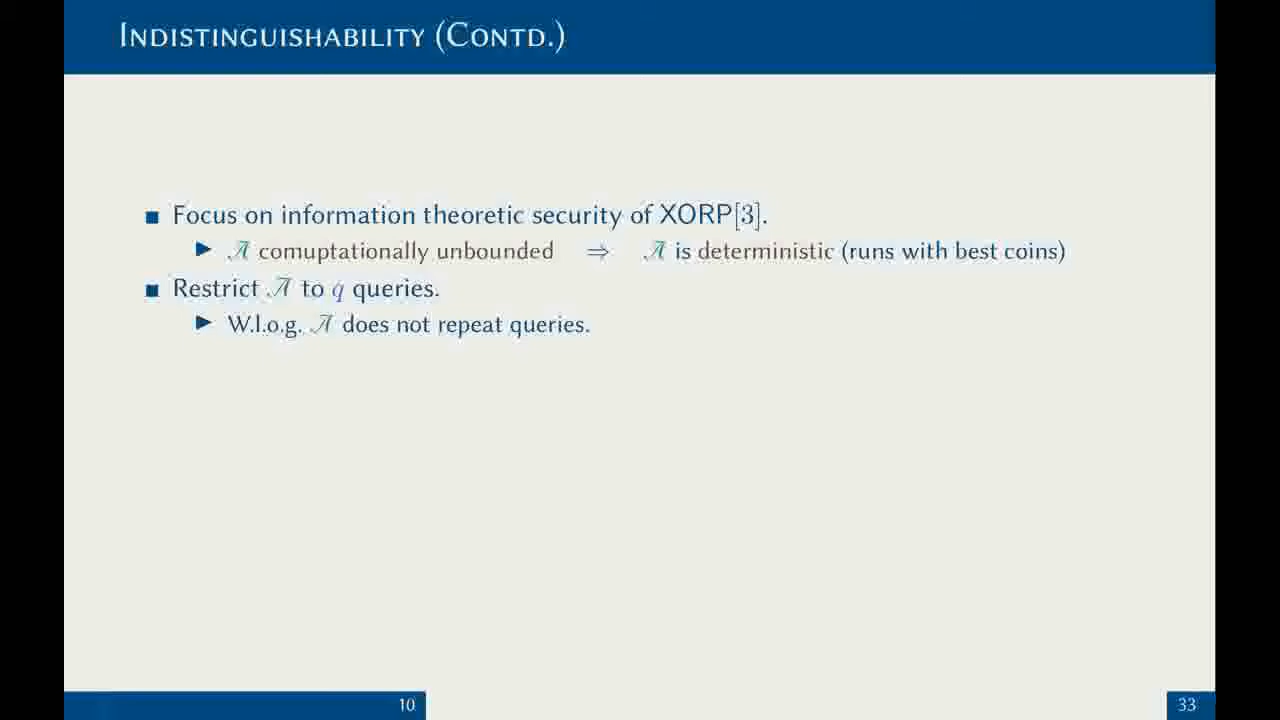 Indistinguishability (Contd.)
Focus on information theoretic security of XORP[3].
𝒜 comuptationally unbounded ⇒ 𝒜 is deterministic (runs with best coins)
Restrict 𝒜 to q queries.
W.l.o.g. 𝒜 does not repeat queries.
10
33